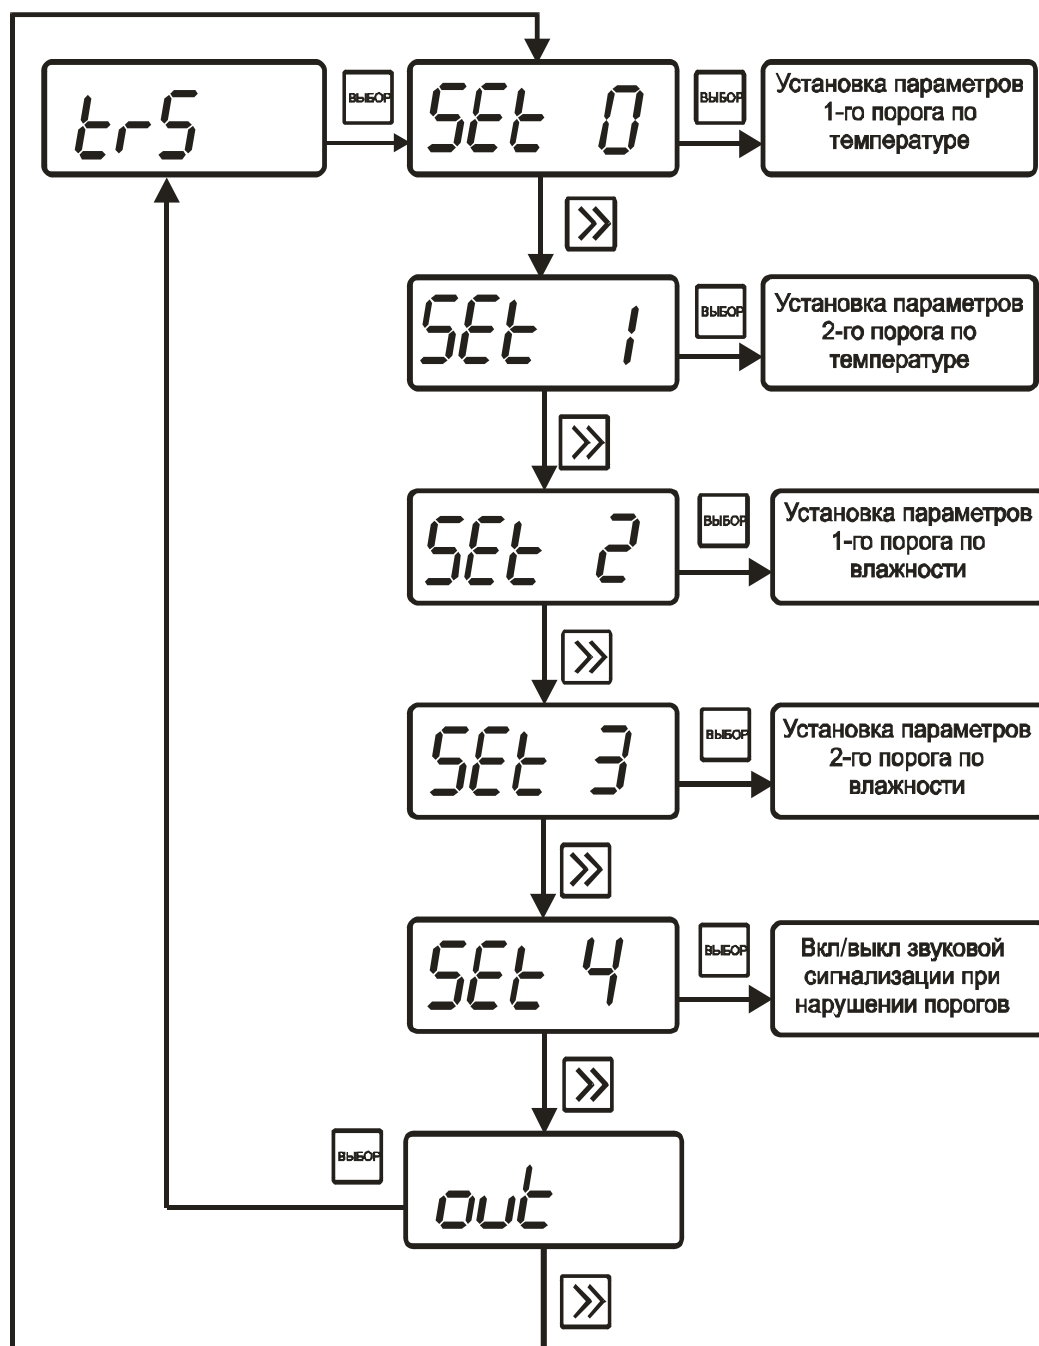 trS
ВЫБОР
SEt 0
ВЫБОР
Установка параметров
1-го порога по
температуре
SEt 1
ВЫБОР
Установка параметров
2-го порога по
температуре
SEt 2
ВЫБОР
Установка параметров
1-го порога по
влажности
SEt 3
ВЫБОР
Установка параметров
2-го порога по
влажности
SEt 4
ВЫБОР
Вкл/выкл звуковой
сигнализации при
нарушении порогов
ВЫБОР
out